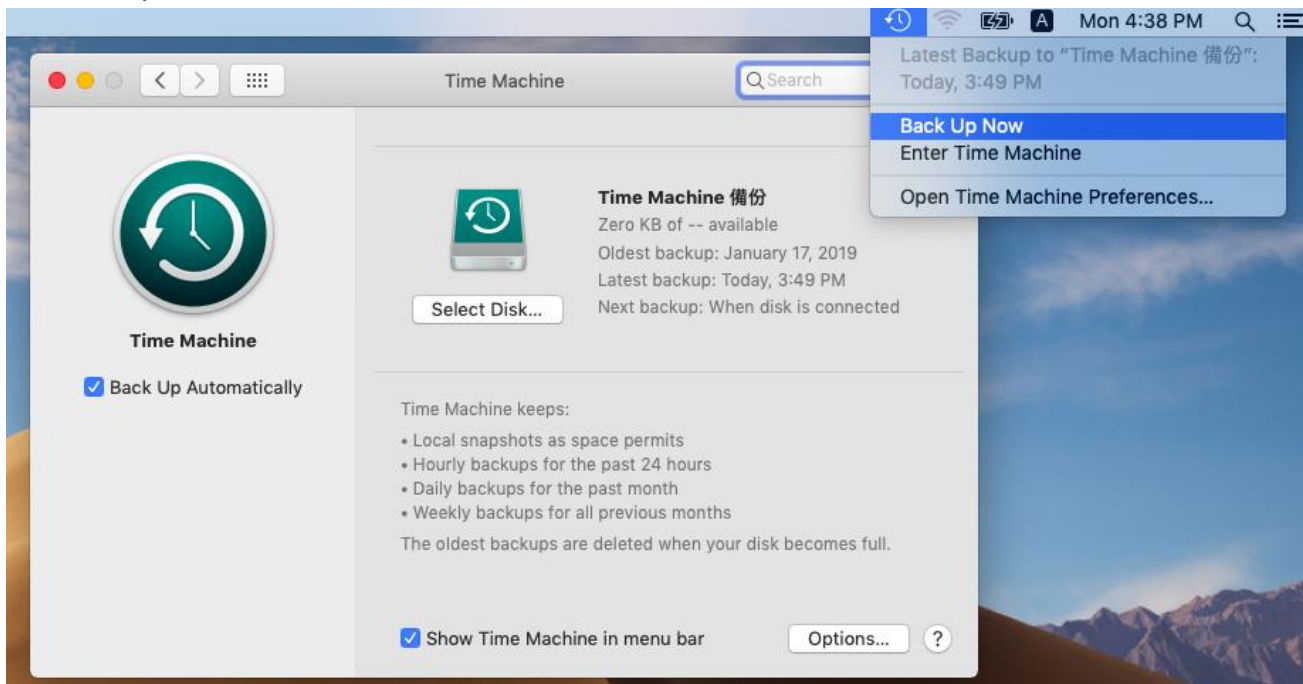 A Mon 4:38 PM
Latest Backup to “Time Machine 備份”:
Today, 3:49 PM
Back Up Now
Enter Time Machine
Open Time Machine Preferences...
Time Machine
Search
Time Machine
Back Up Automatically
Select Disk...
Time Machine 備份
Zero KB of -- available
Oldest backup: January 17, 2019
Latest backup: Today, 3:49 PM
Next backup: When disk is connected
Time Machine keeps:
• Local snapshots as space permits
• Hourly backups for the past 24 hours
• Daily backups for the past month
• Weekly backups for all previous months
The oldest backups are deleted when your disk becomes full.
Show Time Machine in menu bar
Options...
?